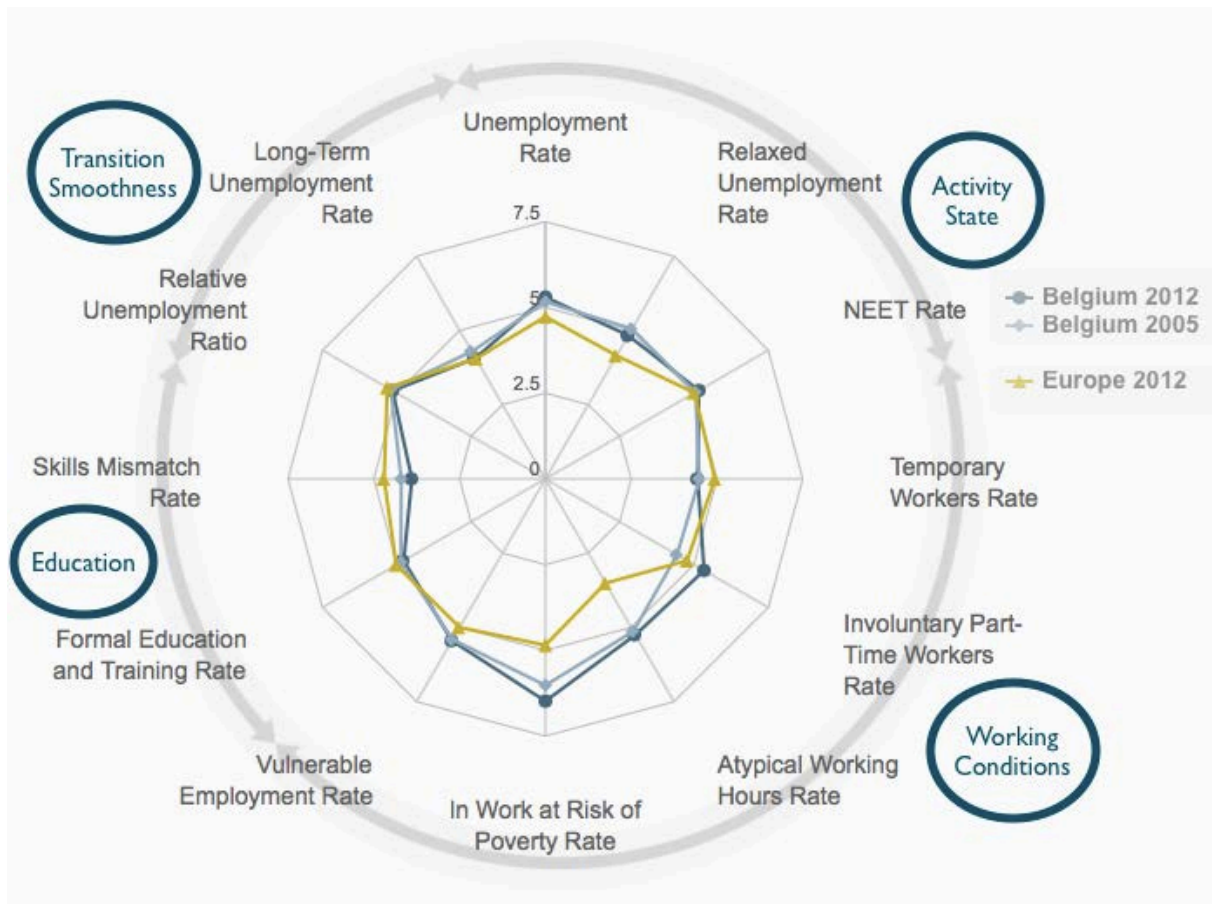 Unemployment
Rate
Relaxed
Unemployment
Rate
Activity
State
NEET Rate
Belgium 2012
Belgium 2005
Europe 2012
Temporary
Workers Rate
Involuntary Part-
Time Workers
Rate
Working
Conditions
Atypical Working
Hours Rate
In Work at Risk of
Poverty Rate
Vulnerable
Employment Rate
Formal Education
and Training Rate
Education
Skills Mismatch
Rate
Relative
Unemployment
Ratio
Transition
Smoothness
Long-Term
Unemployment
Rate
7.5
5
2.5
0